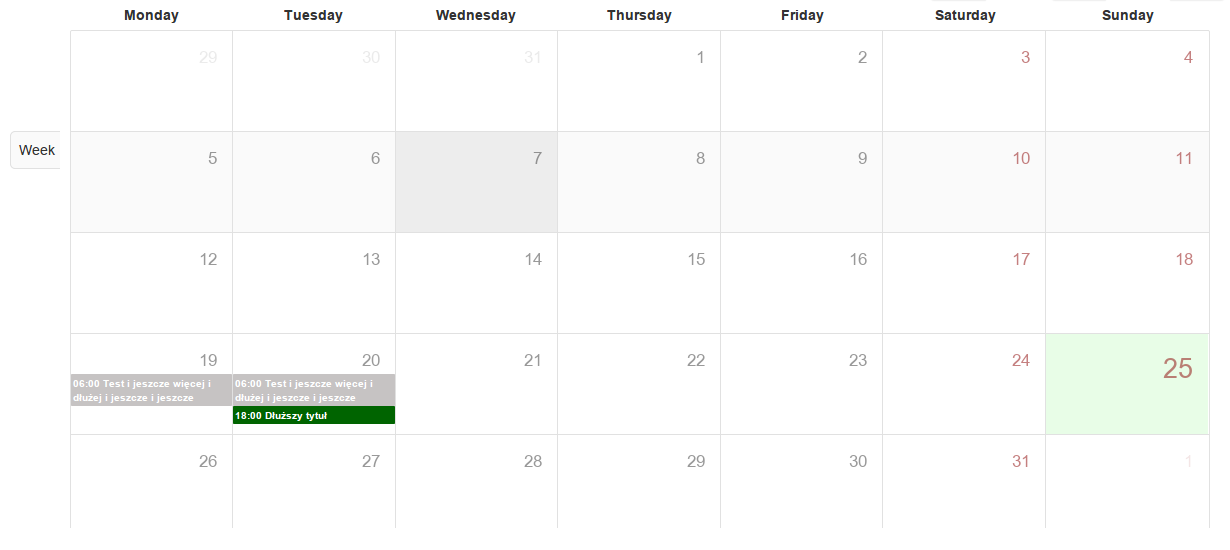 Monday Tuesday Wednesday Thursday Friday Saturday Sunday
29 30 31 1 2 3 4
Week
5 6 7 8 9 10 11
12 13 14 15 16 17 18
19 20 21 22 23 24 25
06:00 Test i jeszcze więcej i
dłużej i jeszcze i jeszcze
06:00 Test i jeszcze więcej i
dłużej i jeszcze i jeszcze
18:00 Dłuższy tytuł
26 27 28 29 30 31 1